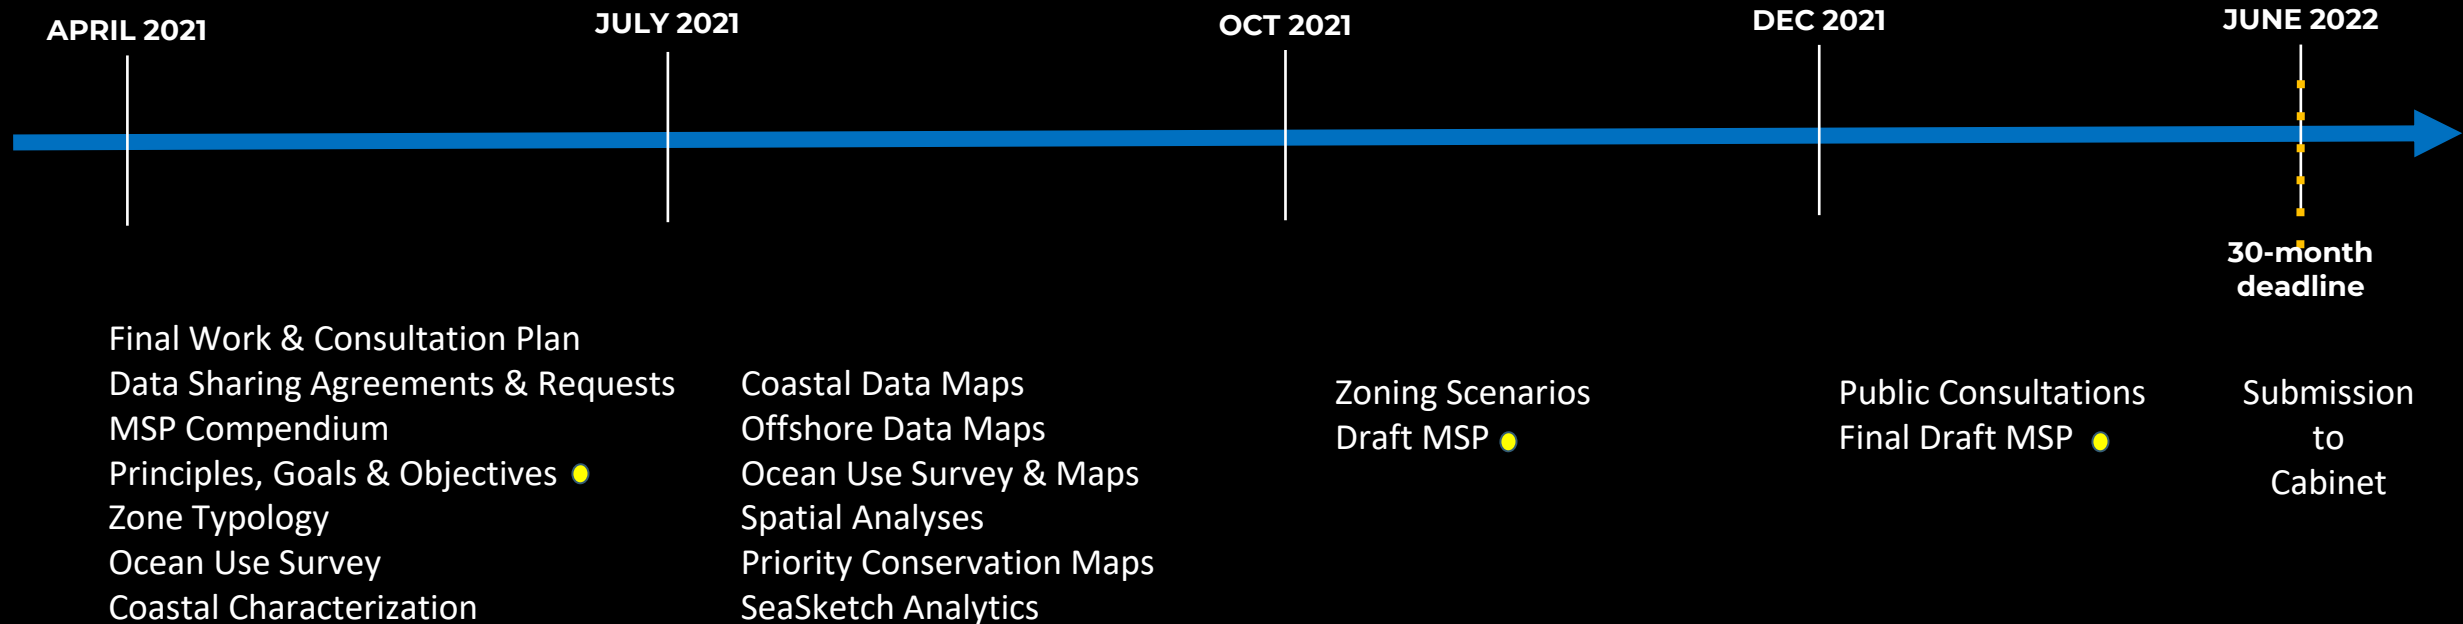 APRIL 2021
JULY 2021
OCT 2021
DEC 2021
JUNE 2022
30-month
deadline
Final Work & Consultation Plan
Data Sharing Agreements & Requests
MSP Compendium
Principles, Goals & Objectives
Zone Typology
Ocean Use Survey
Coastal Characterization
Coastal Data Maps
Offshore Data Maps
Ocean Use Survey & Maps
Spatial Analyses
Priority Conservation Maps
SeaSketch Analytics
Zoning Scenarios
Draft MSP
Public Consultations
Final Draft MSP
Submission
to
Cabinet